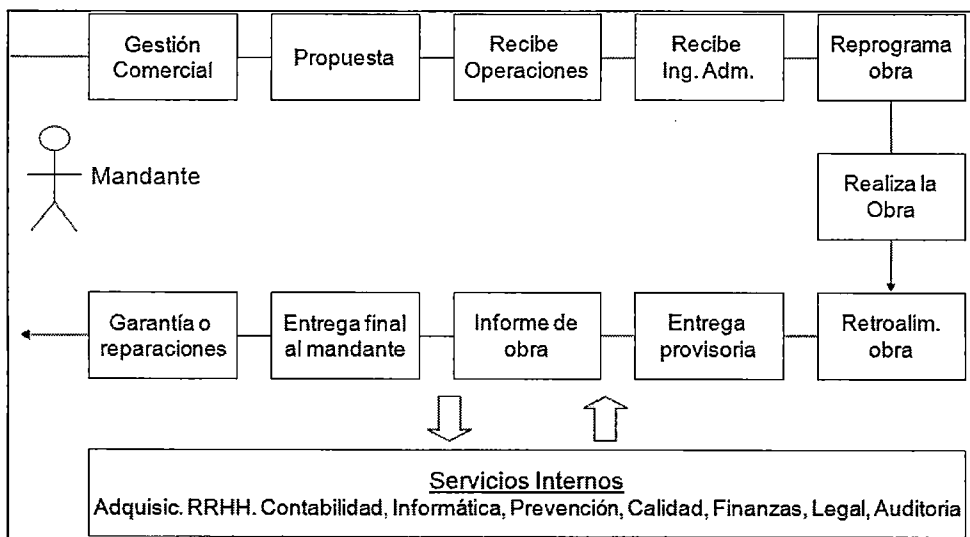 Gestión
Comercial
Propuesta
Recibe
Operaciones
Recibe
Ing. Adm.
Reprograma
obra
Mandante
Realiza la
Obra
Garantía o
reparaciones
Entrega final
al mandante
Informe de
obra
Entrega
provisoria
Retroalim.
obra
Servicios Internos
Adquisic. RRHH. Contabilidad, Informática, Prevención, Calidad, Finanzas, Legal, Auditoria